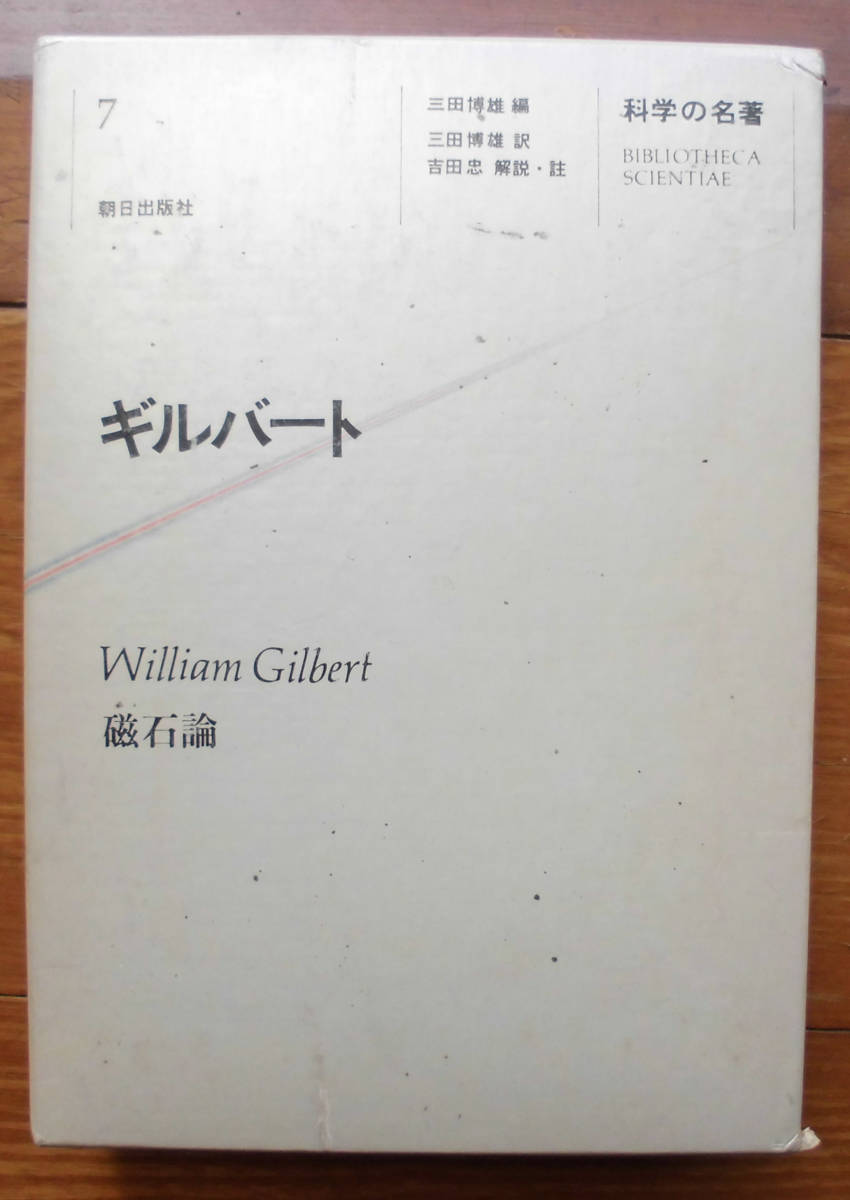 7
朝日出版社
三田博雄 編
三田博雄 訳
吉田忠 解説・註
科学の名著
BIBLIOTHECA
SCIENTIAE
ギルバート
William Gilbert
磁石論